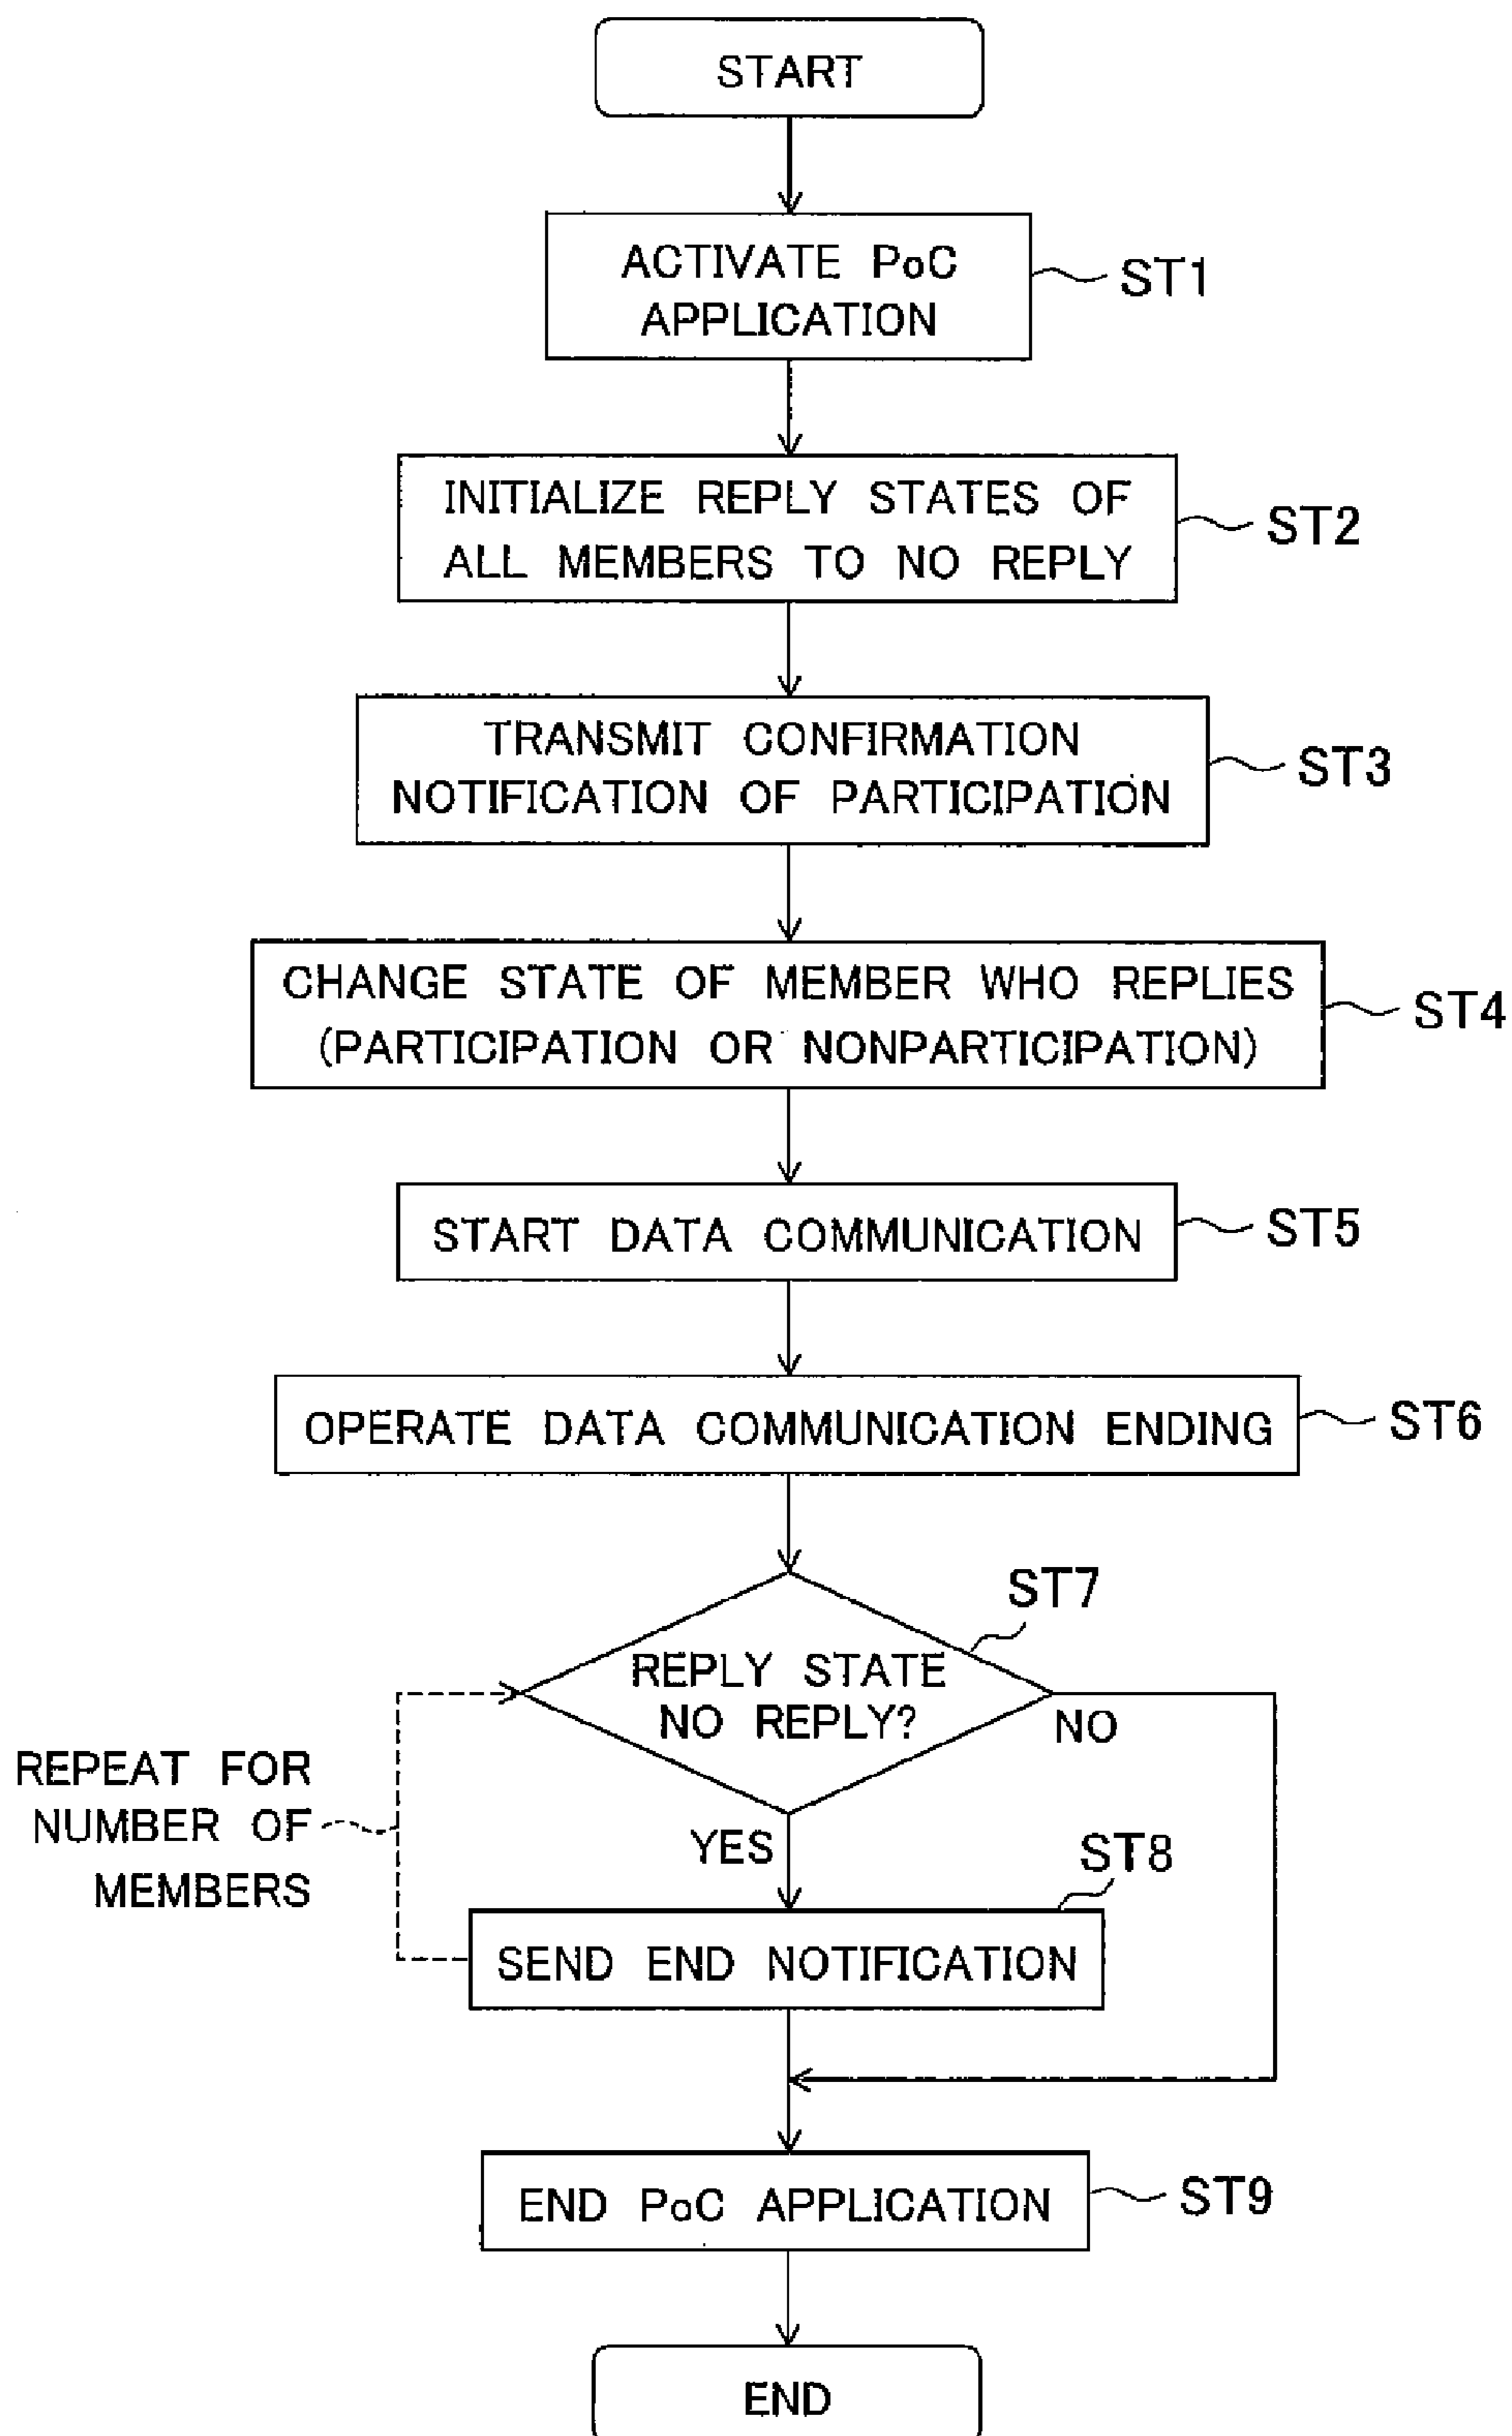 START
ACTIVATE PoC
APPLICATION
ST1
INITIALIZE REPLY STATES OF
ALL MEMBERS TO NO REPLY
ST2
TRANSMIT CONFIRMATION
NOTIFICATION OF PARTICIPATION
ST3
CHANGE STATE OF MEMBER WHO REPLIES
(PARTICIPATION OR NONPARTICIPATION)
ST4
START DATA COMMUNICATION
ST5
OPERATE DATA COMMUNICATION ENDING
ST6
ST7
REPLY STATE
NO REPLY?
NO
REPEAT FOR
NUMBER OF
MEMBERS
YES
ST8
SEND END NOTIFICATION
END PoC APPLICATION
ST9
END